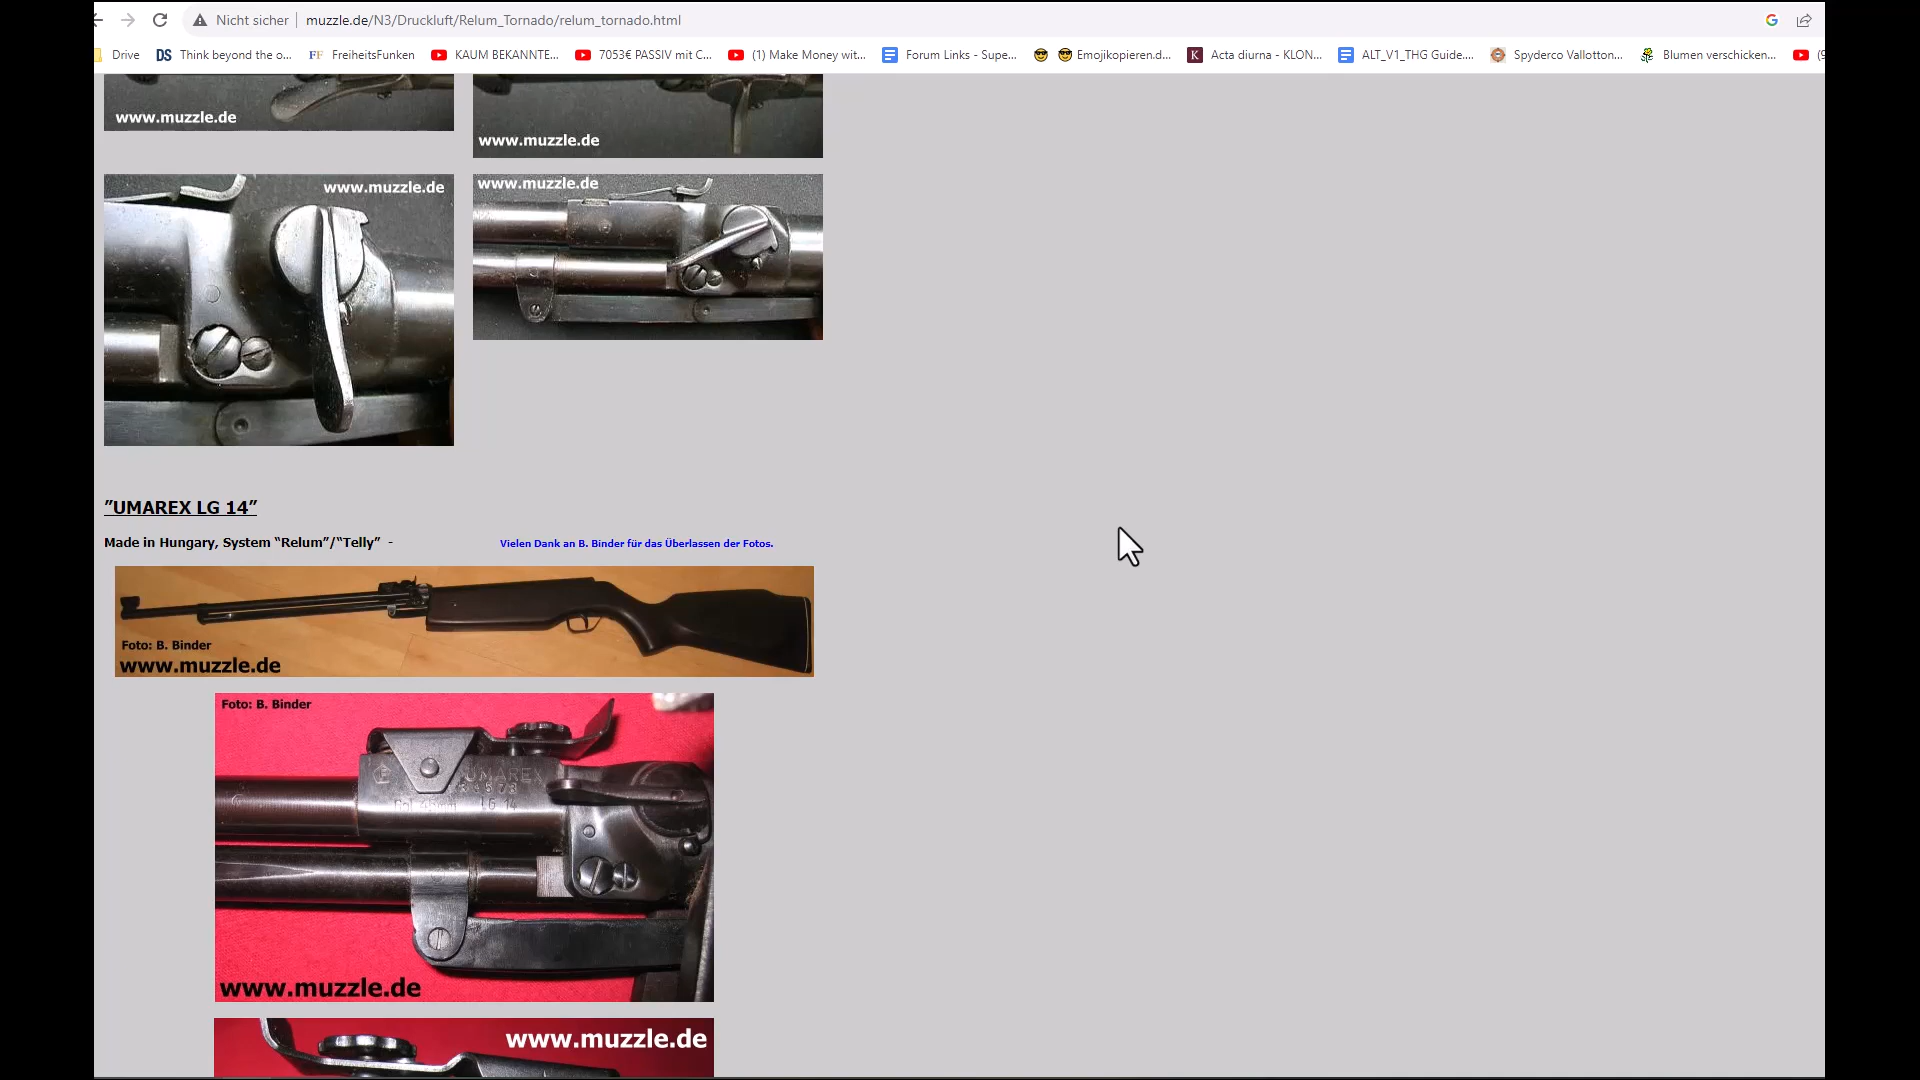 Nicht sicher muzzle.de/N3/Druckluft/Relum_Tornado/relum_tornado.html
Drive Think beyond the o... FreiheitsFunken KAUM BEKANNTE... 7053€ PASSIV mit C... (1) Make Money wit... Forum Links - Supe... Emojikopieren.d... Acta diurna - KLON... ALT_V1_THG Guide.... Spyderco Vallotton... Blumen verschicken...
www.muzzle.de
www.muzzle.de
www.muzzle.de
www.muzzle.de
”UMAREX LG 14”
Made in Hungary, System “Relum”/“Telly” -
Vielen Dank an B. Binder für das Überlassen der Fotos.
Foto: B. Binder
www.muzzle.de
Foto: B. Binder
UMAREX
LG 14
www.muzzle.de
www.muzzle.de